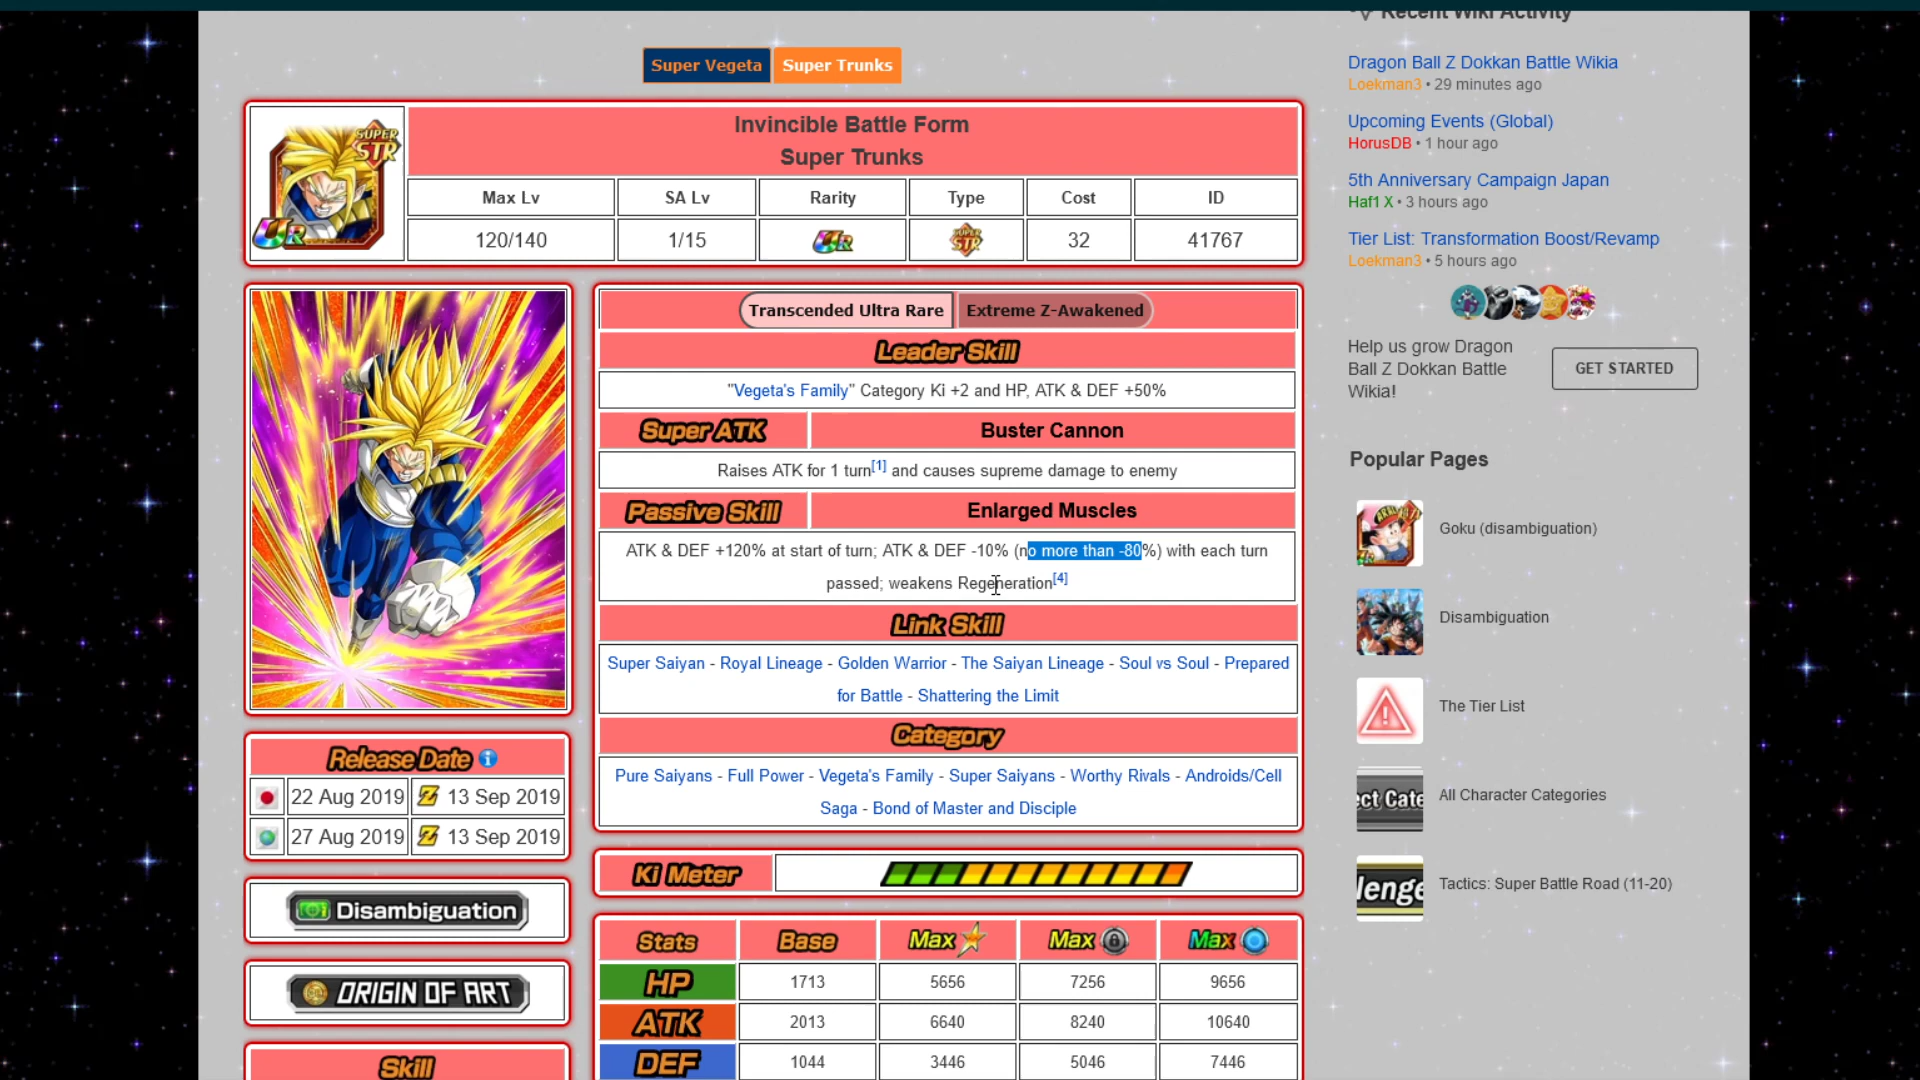 Recent Wiki Activity
Super Vegeta
Super Trunks
Dragon Ball Z Dokkan Battle Wikia
Loekman3 • 29 minutes ago
Upcoming Events (Global)
HorusDB • 1 hour ago
5th Anniversary Campaign Japan
Haf1 X • 3 hours ago
Tier List: Transformation Boost/Revamp
Loekman3 • 5 hours ago
Help us grow Dragon
Ball Z Dokkan Battle
Wikia!
GET STARTED
Popular Pages
Goku (disambiguation)
Disambiguation
The Tier List
ect Cate
All Character Categories
lenge
Tactics: Super Battle Road (11-20)
SUPER
STR
UR
Invincible Battle Form
Super Trunks
Max Lv
SA Lv
Rarity
Type
Cost
ID
120/140
1/15
UR
SUPER
STR
32
41767
Transcended Ultra Rare
Extreme Z-Awakened
Leader Skill
"Vegeta's Family" Category Ki +2 and HP, ATK & DEF +50%
Super ATK
Buster Cannon
Raises ATK for 1 turn[1] and causes supreme damage to enemy
Passive Skill
Enlarged Muscles
ATK & DEF +120% at start of turn; ATK & DEF -10% (no more than -80%) with each turn
passed; weakens Regeneration[4]
Link Skill
Super Saiyan - Royal Lineage - Golden Warrior - The Saiyan Lineage - Soul vs Soul - Prepared
for Battle - Shattering the Limit
Category
Pure Saiyans - Full Power - Vegeta's Family - Super Saiyans - Worthy Rivals - Androids/Cell
Saga - Bond of Master and Disciple
Release Date
22 Aug 2019
Z 13 Sep 2019
27 Aug 2019
Z 13 Sep 2019
Disambiguation
ORIGIN OF ART
Skill
Ki Meter
Stats
Base
Max
Max
Max
HP
1713
5656
7256
9656
ATK
2013
6640
8240
10640
DEF
1044
3446
5046
7446